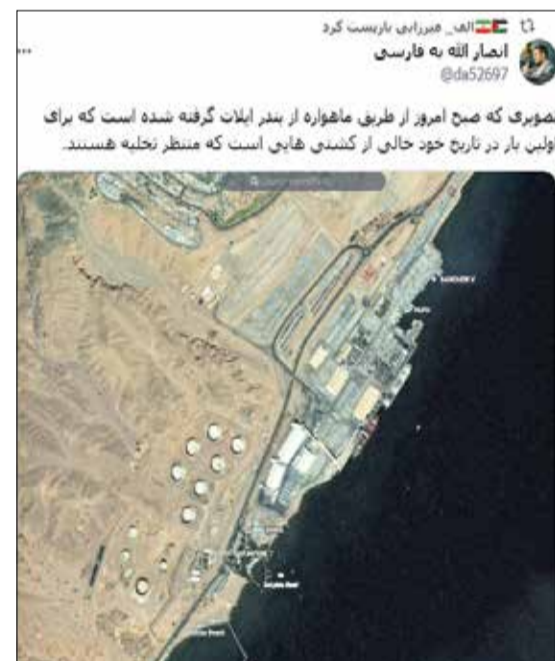 الف_ میرزایی بازپست کرد
انصار الله به فارسی
@da52697
تصویری که صبح امروز از طریق ماهواره از بندر ایلات گرفته شده است که برای
اولین بار در تاریخ خود خالی از کشتی هایی است که منتظر تخلیه هستند.